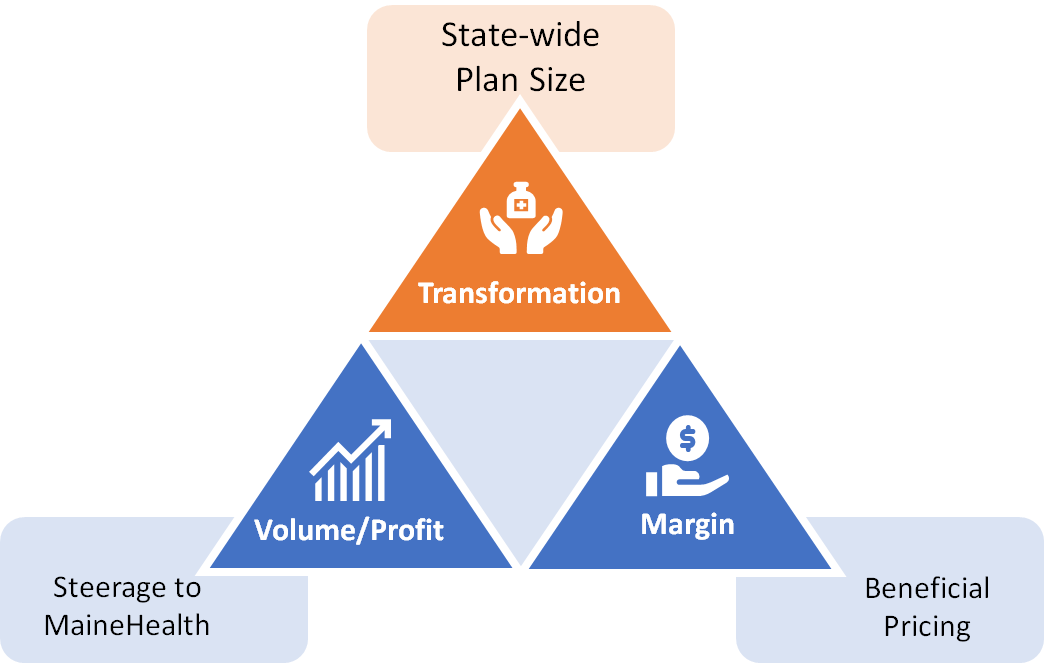 State-wide
Plan Size
Transformation
$
Volume/Profit
Margin
Steerage to
MaineHealth
Beneficial
Pricing